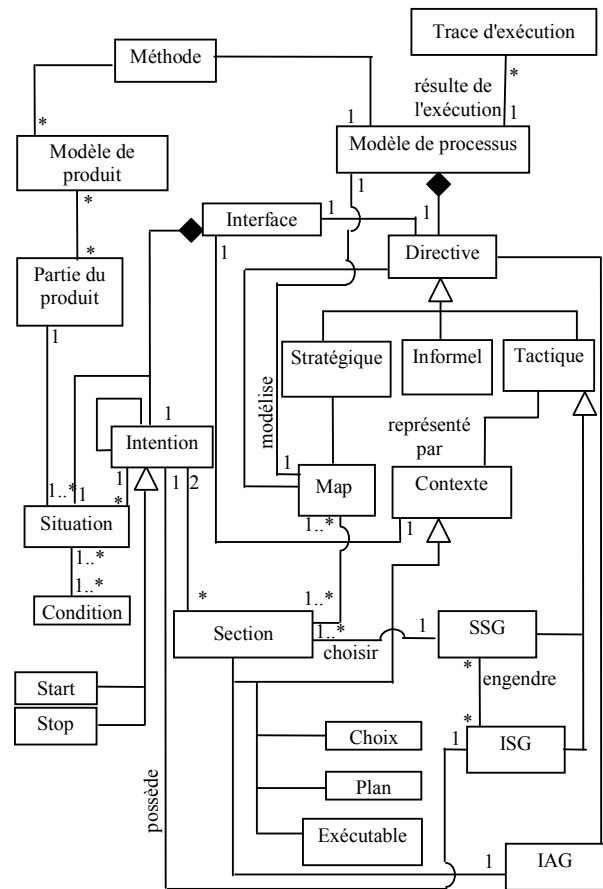 Trace d'exécution
Méthode
*
résulte de
l'exécution
*
1
1
Modèle de processus
Modèle de
produit
*
1
1
Interface
1
*
Partie du
produit
1
1
Directive
Stratégique
Informel
Tactique
modélise
représenté
par
1
Intention
1
Map
Contexte
1..*
1
1
*
1
2
1..*
1
Situation
1..*
1..*
Condition
*
1..*
Section
1..*
choisir
1
SSG
*
engendre
Start
Stop
*
1
ISG
Choix
possède
Plan
Exécutable
1
IAG